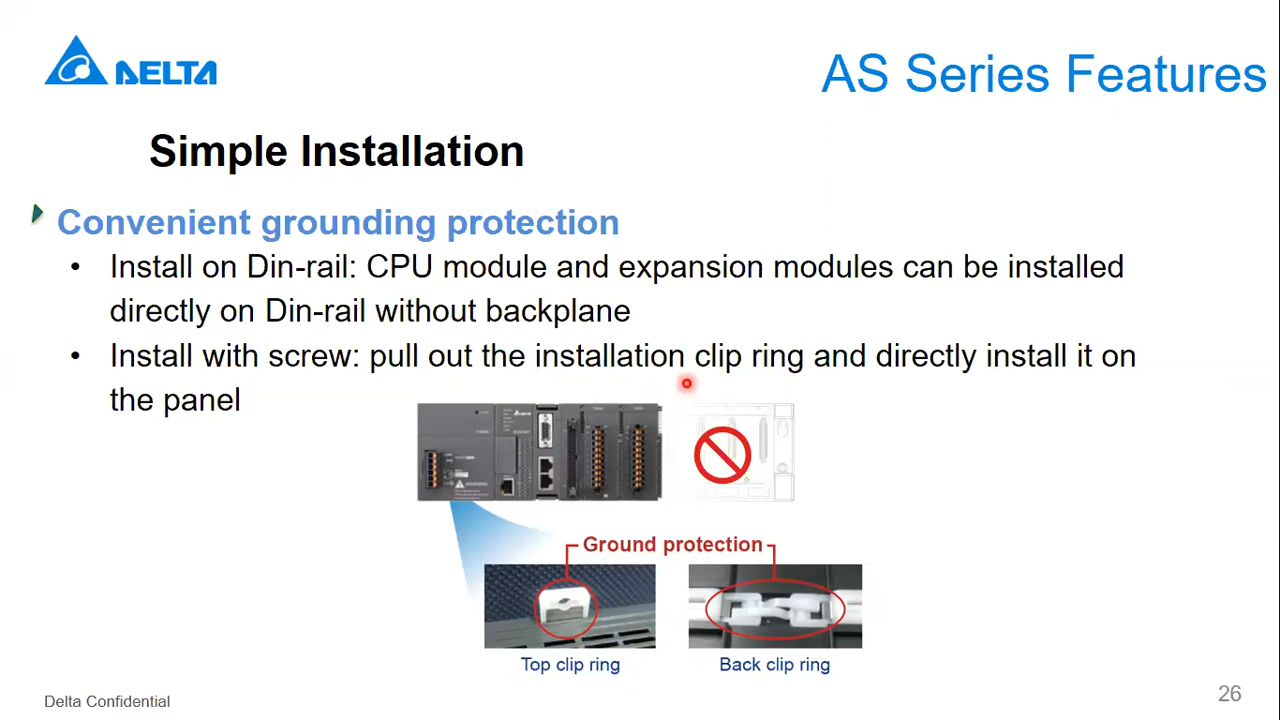 DELTA
AS Series Features
Simple Installation
Convenient grounding protection
• Install on Din-rail: CPU module and expansion modules can be installed
directly on Din-rail without backplane
• Install with screw: pull out the installation clip ring and directly install it on
the panel
Ground protection
Top clip ring
Back clip ring
Delta Confidential
26